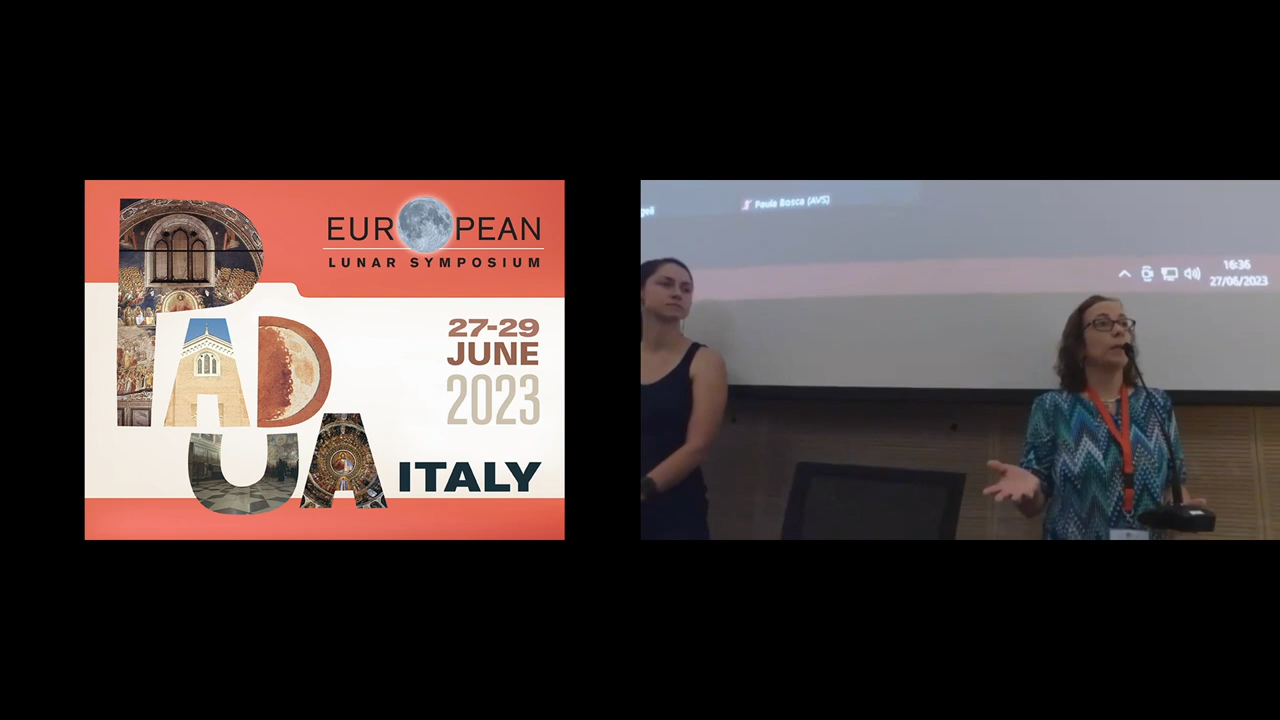 PADUA
EUROPEAN
LUNAR SYMPOSIUM
27-29
JUNE
2023
ITALY
Paula Bosca (AVS)
16:36
27/06/2023